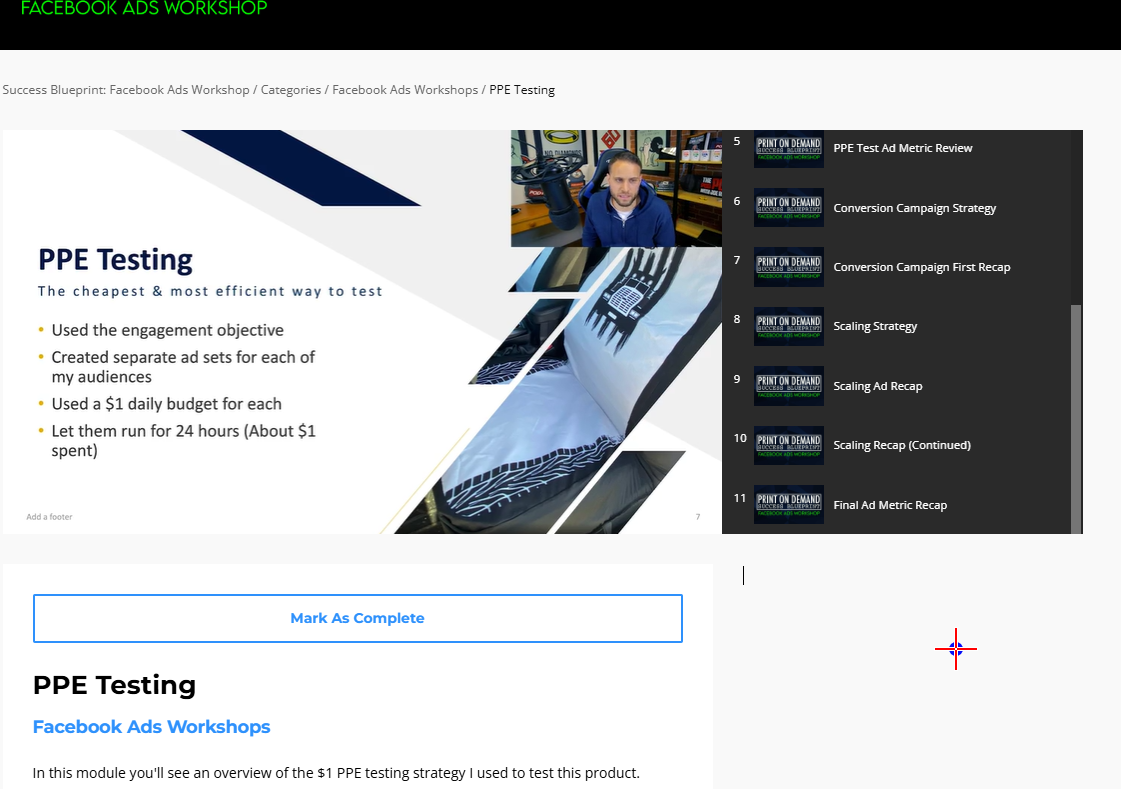 FACEBOOK ADS WORKSHOP
Success Blueprint: Facebook Ads Workshop / Categories / Facebook Ads Workshops / PPE Testing
PPE Testing
The cheapest & most efficient way to test
• Used the engagement objective
• Created separate ad sets for each of
my audiences
• Used a $1 daily budget for each
• Let them run for 24 hours (About $1
spent)
Add a footer
7
5
PRINT ON DEMAND
SUCCESS BLUEPRINT
FACEBOOK ADS WORKSHOP
PPE Test Ad Metric Review
6
PRINT ON DEMAND
SUCCESS BLUEPRINT
FACEBOOK ADS WORKSHOP
Conversion Campaign Strategy
7
PRINT ON DEMAND
SUCCESS BLUEPRINT
FACEBOOK ADS WORKSHOP
Conversion Campaign First Recap
8
PRINT ON DEMAND
SUCCESS BLUEPRINT
FACEBOOK ADS WORKSHOP
Scaling Strategy
9
PRINT ON DEMAND
SUCCESS BLUEPRINT
FACEBOOK ADS WORKSHOP
Scaling Ad Recap
10
PRINT ON DEMAND
SUCCESS BLUEPRINT
FACEBOOK ADS WORKSHOP
Scaling Recap (Continued)
11
PRINT ON DEMAND
SUCCESS BLUEPRINT
FACEBOOK ADS WORKSHOP
Final Ad Metric Recap
Mark As Complete
PPE Testing
Facebook Ads Workshops
In this module you'll see an overview of the $1 PPE testing strategy I used to test this product.